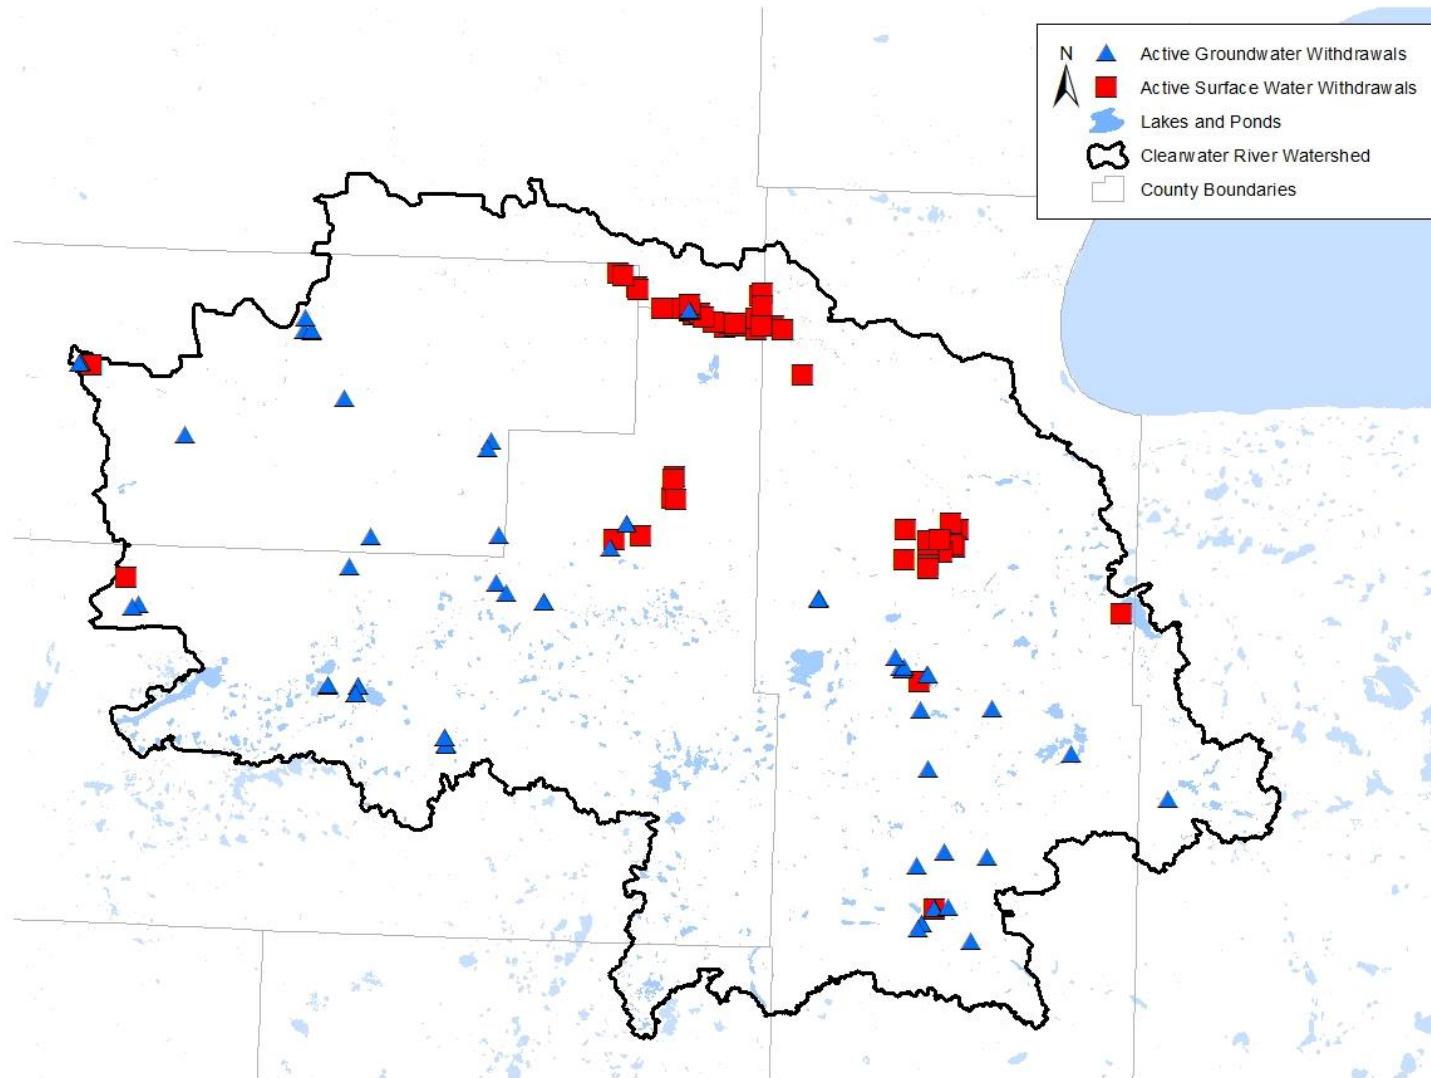 N
Active Groundwater Withdrawals
Active Surface Water Withdrawals
Lakes and Ponds
Clearwater River Watershed
County Boundaries